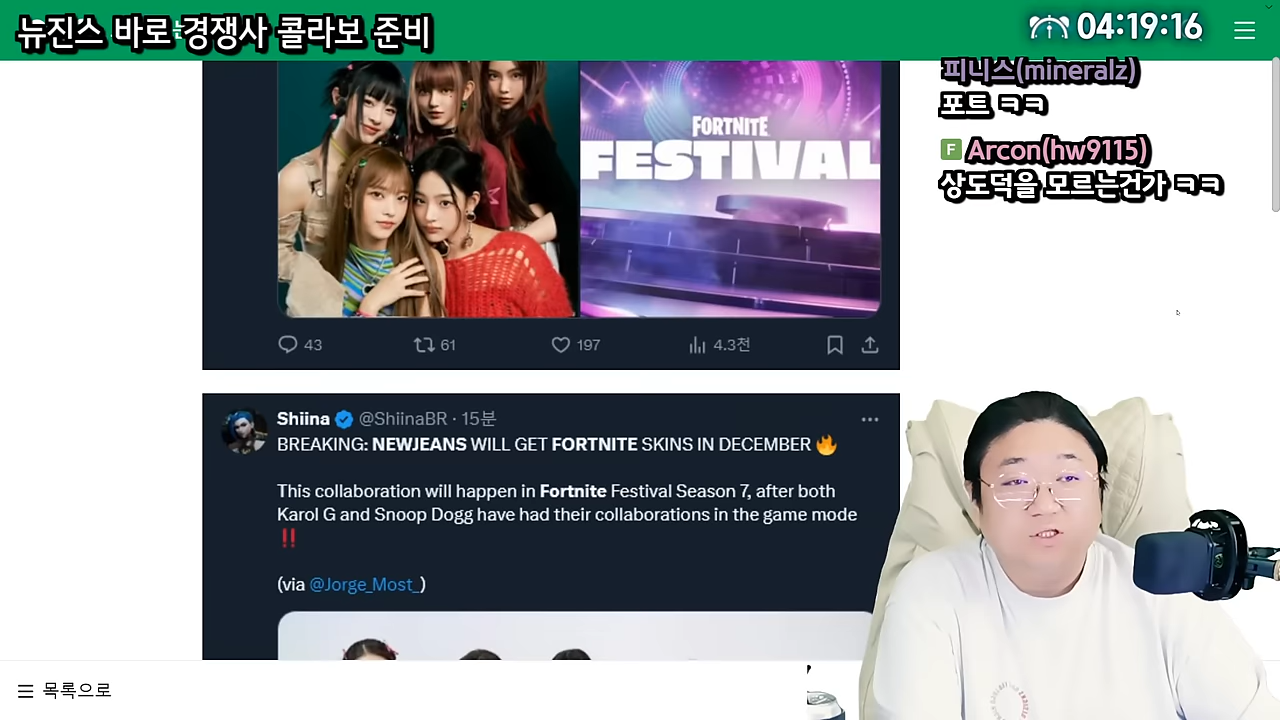 뉴진스 바로 경쟁사 콜라보 준비
04:19:16
피니스(mineralz)
포트 ㅋㅋ
F Arcon(hw9115)
상도덕을 모르는건가 ㅋㅋ
FORTNITE
FESTIVAL
43 61 197 4.3천
Shiina @ShiinaBR · 15분
BREAKING: NEWJEANS WILL GET FORTNITE SKINS IN DECEMBER 🔥
This collaboration will happen in Fortnite Festival Season 7, after both
Karol G and Snoop Dogg have had their collaborations in the game mode
‼️
(via @Jorge_Most_)
목록으로